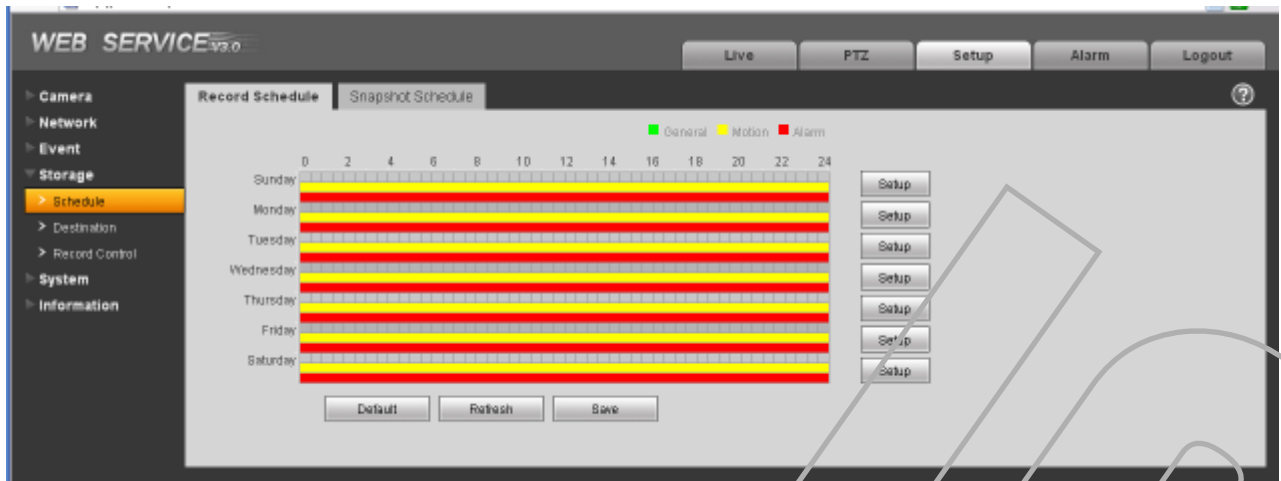 WEB SERVICE V3.0
Live PTZ Setup Alarm Logout
Camera
Network
Event
Storage
> Schedule
> Destination
> Record Control
System
Information
Record Schedule Snapshot Schedule ?
General Motion Alarm
0 2 4 6 8 10 12 14 16 18 20 22 24
Sunday Setup
Monday Setup
Tuesday Setup
Wednesday Setup
Thursday Setup
Friday Setup
Saturday Setup
Default Refresh Save